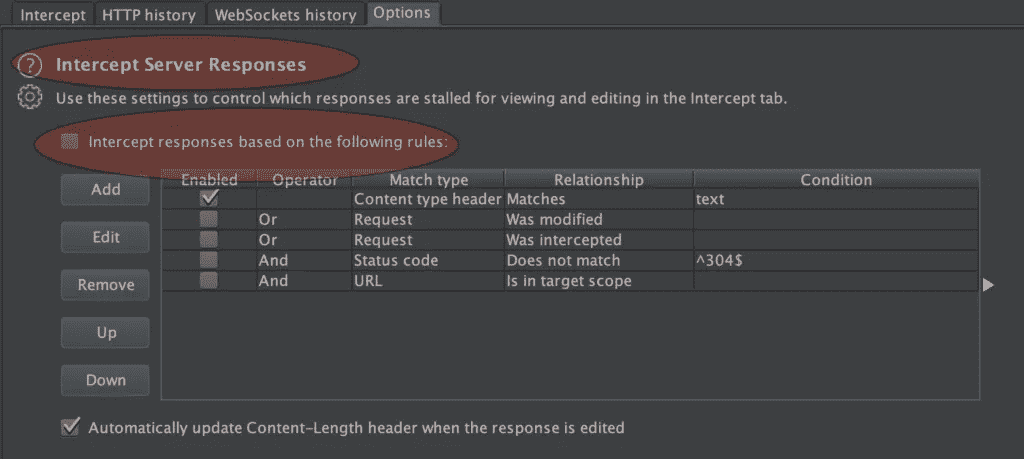 Intercept HTTP history WebSockets history Options
? Intercept Server Responses
Use these settings to control which responses are stalled for viewing and editing in the Intercept tab.
Intercept responses based on the following rules:
Add
Edit
Remove
Up
Down
Enabled Operator Match type Relationship Condition
Content type header Matches text
Or Request Was modified
Or Request Was intercepted
And Status code Does not match ^304$
And URL Is in target scope
Automatically update Content-Length header when the response is edited